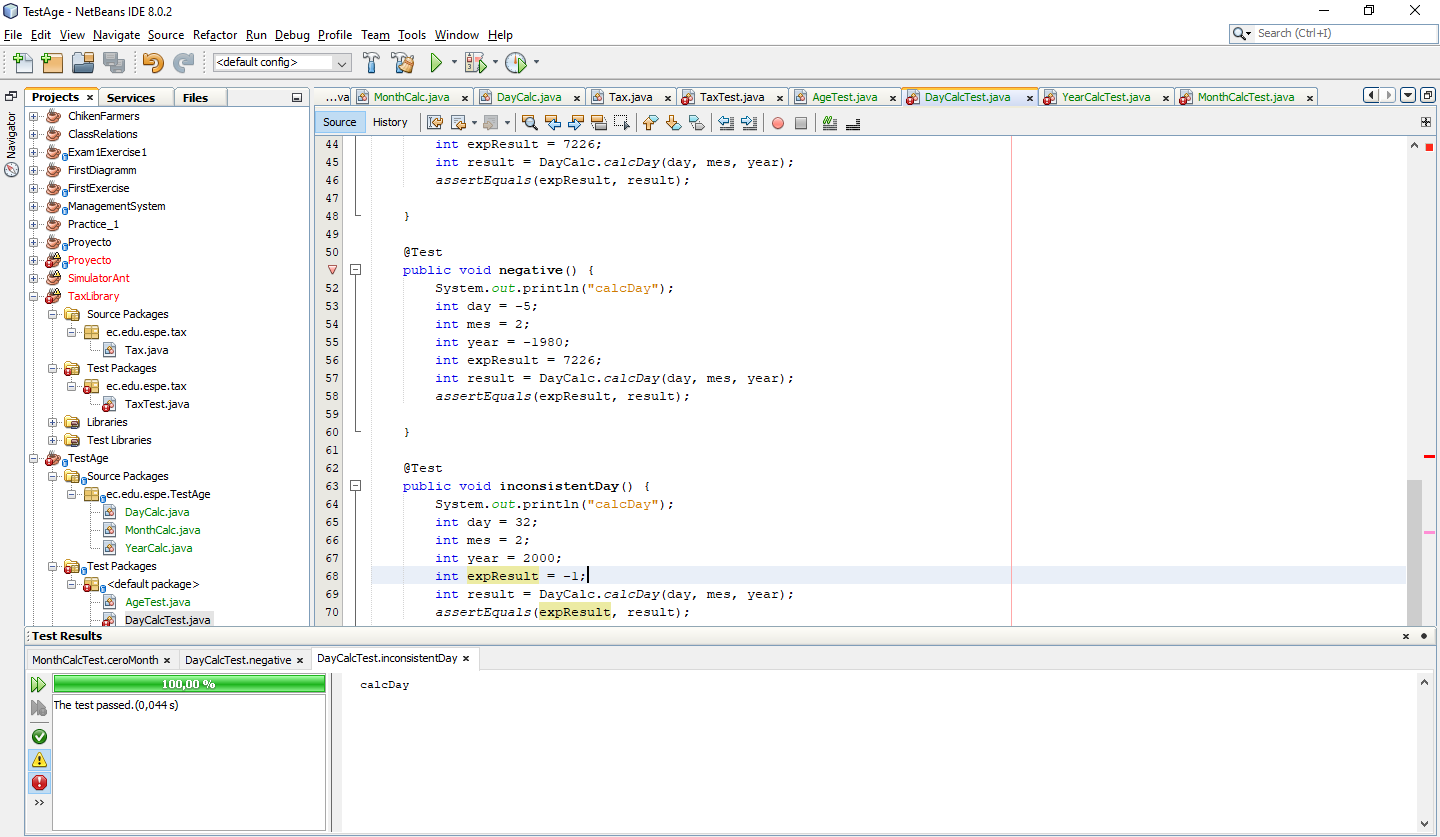 TestAge - NetBeans IDE 8.0.2
File Edit View Navigate Source Refactor Run Debug Profile Team Tools Window Help
Search (Ctrl+I)
<default config>
Projects Services Files
Navigator
ChikenFarmers
ClassRelations
Exam1Exercise1
FirstDiagramm
FirstExercise
ManagementSystem
Practice_1
Proyecto
Proyecto
SimulatorAnt
TaxLibrary
Source Packages
ec.edu.espe.tax
Tax.java
Test Packages
ec.edu.espe.tax
TaxTest.java
Libraries
Test Libraries
TestAge
Source Packages
ec.edu.espe.TestAge
DayCalc.java
MonthCalc.java
YearCalc.java
Test Packages
<default package>
AgeTest.java
DayCalcTest.java
...va MonthCalc.java DayCalc.java Tax.java TaxTest.java AgeTest.java DayCalcTest.java YearCalcTest.java MonthCalcTest.java
Source History
44 int expResult = 7226;
45 int result = DayCalc.calcDay(day, mes, year);
46 assertEquals(expResult, result);
47
48 }
49
50 @Test
public void negative() {
52 System.out.println("calcDay");
53 int day = -5;
54 int mes = 2;
55 int year = -1980;
56 int expResult = 7226;
57 int result = DayCalc.calcDay(day, mes, year);
58 assertEquals(expResult, result);
59
60 }
61
62 @Test
63 public void inconsistentDay() {
64 System.out.println("calcDay");
65 int day = 32;
66 int mes = 2;
67 int year = 2000;
68 int expResult = -1;
69 int result = DayCalc.calcDay(day, mes, year);
70 assertEquals(expResult, result);
Test Results
MonthCalcTest.ceroMonth DayCalcTest.negative DayCalcTest.inconsistentDay
100,00 %
The test passed.(0,044 s)
calcDay